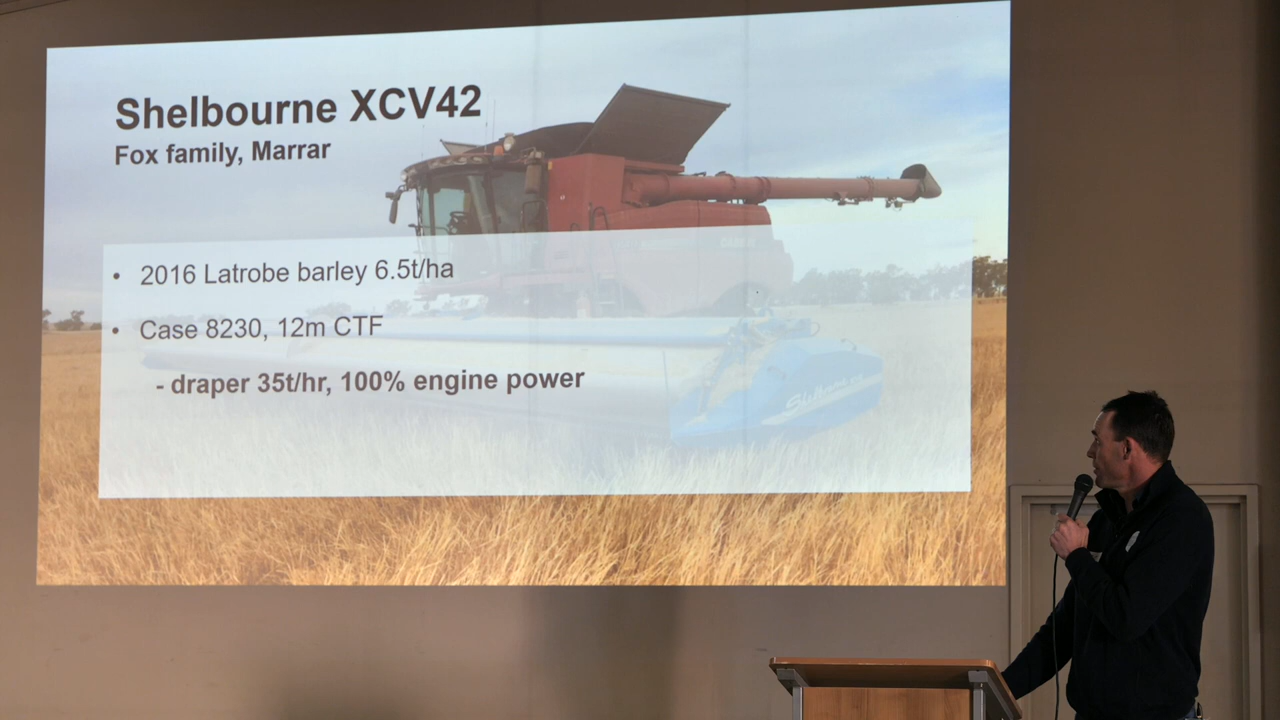 Shelbourne XCV42
Fox family, Marrar
• 2016 Latrobe barley 6.5t/ha
• Case 8230, 12m CTF
- draper 35t/hr, 100% engine power
Shelbourne